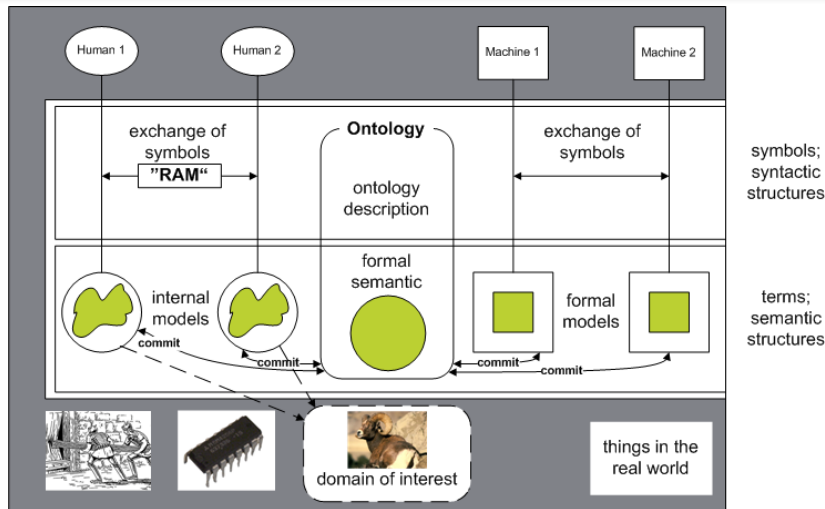 Human 1
Human 2
Machine 1
Machine 2
exchange of
symbols
"RAM“
Ontology
ontology
description
exchange of
symbols
symbols;
syntactic
structures
internal
models
formal
semantic
formal
models
terms;
semantic
structures
commit
commit
commit
commit
domain of interest
things in the
real world